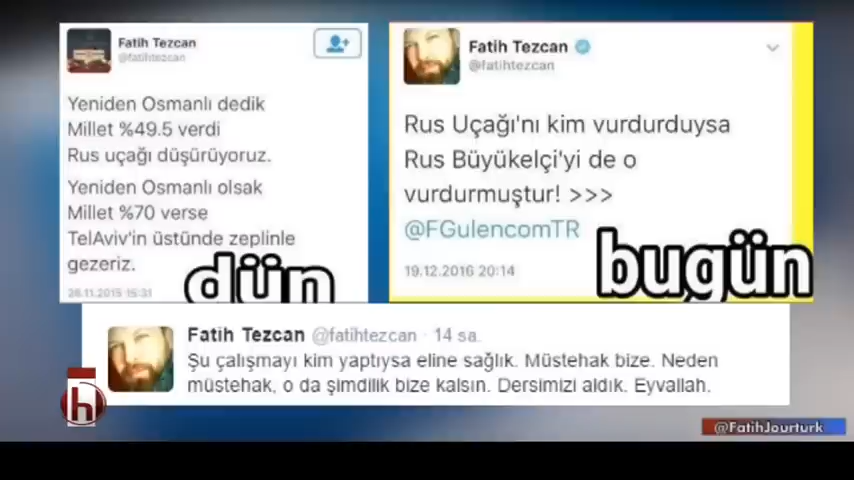 Fatih Tezcan
@fatihtezcan
Yeniden Osmanlı dedik
Millet %49.5 verdi
Rus uçağı düşürüyoruz.
Yeniden Osmanlı olsak
Millet %70 verse
TelAviv'in üstünde zeplinle
gezeriz.
26.11.2015 15:31
dün
Fatih Tezcan
@fatihtezcan
Rus Uçağı'nı kim vurdurduysa
Rus Büyükelçi'yi de o
vurdurmuştur! >>>
@FGulencomTR
19.12.2016 20:14
bugün
Fatih Tezcan @fatihtezcan · 14 sa.
Şu çalışmayı kim yaptıysa eline sağlık. Müstehak bize. Neden
müstehak, o da şimdilik bize kalsın. Dersimizi aldık. Eyvallah.
h
@FatihJourturk